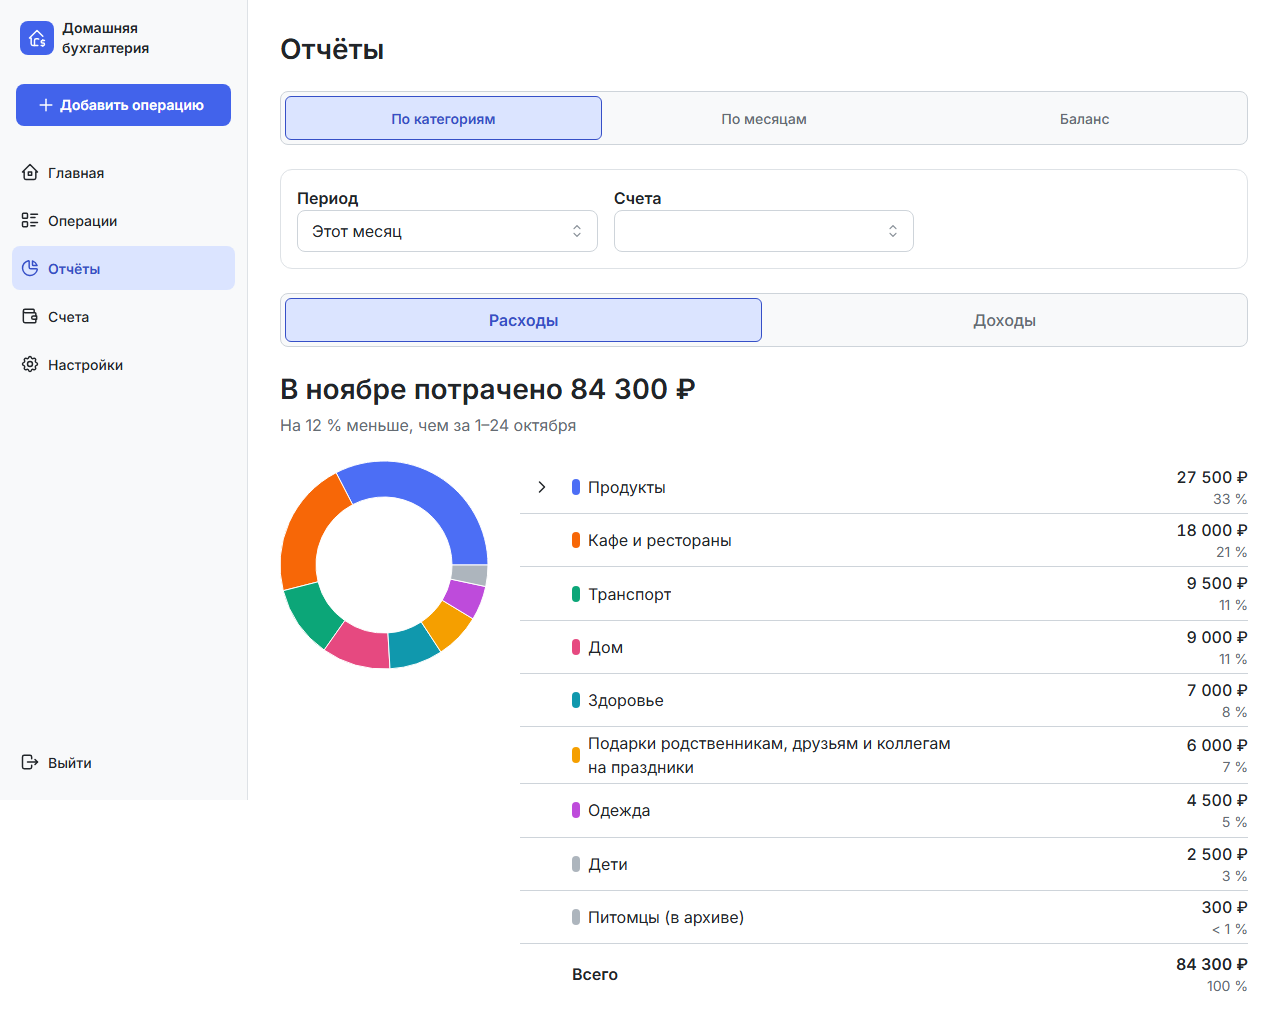 Домашняя
бухгалтерия
Добавить операцию
Главная
Операции
Отчёты
Счета
Настройки
Выйти
Отчёты
По категориям
По месяцам
Баланс
Период
Счета
Этот месяц
Расходы
Доходы
В ноябре потрачено 84 300 ₽
На 12 % меньше, чем за 1–24 октября
Продукты
27 500 ₽
33 %
Кафе и рестораны
18 000 ₽
21 %
Транспорт
9 500 ₽
11 %
Дом
9 000 ₽
11 %
Здоровье
7 000 ₽
8 %
Подарки родственникам, друзьям и коллегам
на праздники
6 000 ₽
7 %
Одежда
4 500 ₽
5 %
Дети
2 500 ₽
3 %
Питомцы (в архиве)
300 ₽
< 1 %
Всего
84 300 ₽
100 %